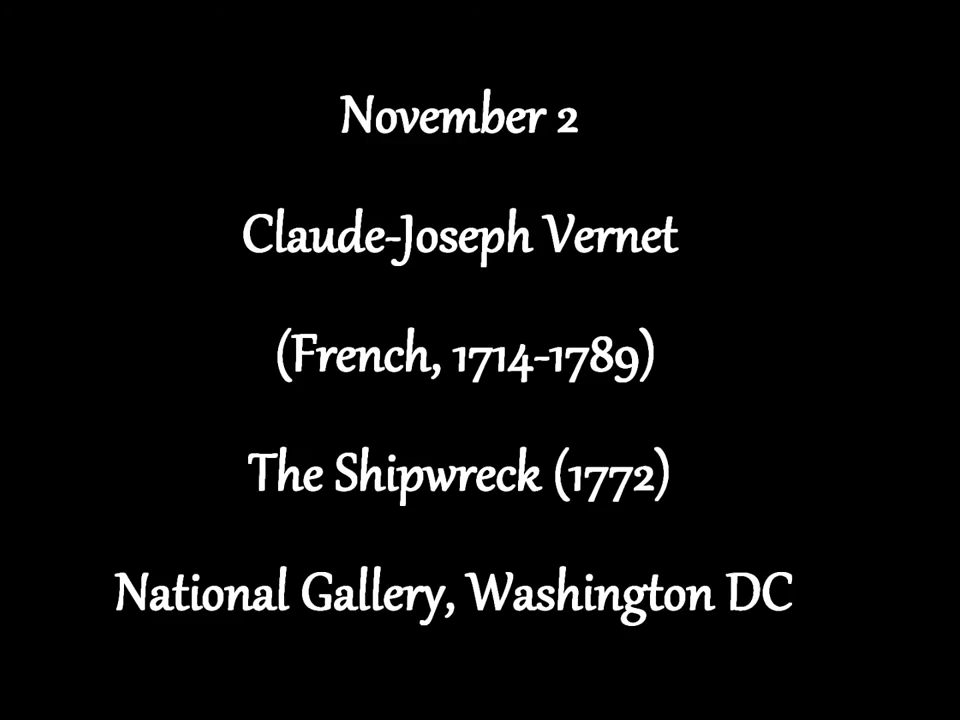 November 2
Claude-Joseph Vernet
(French, 1714-1789)
The Shipwreck (1772)
National Gallery, Washington DC